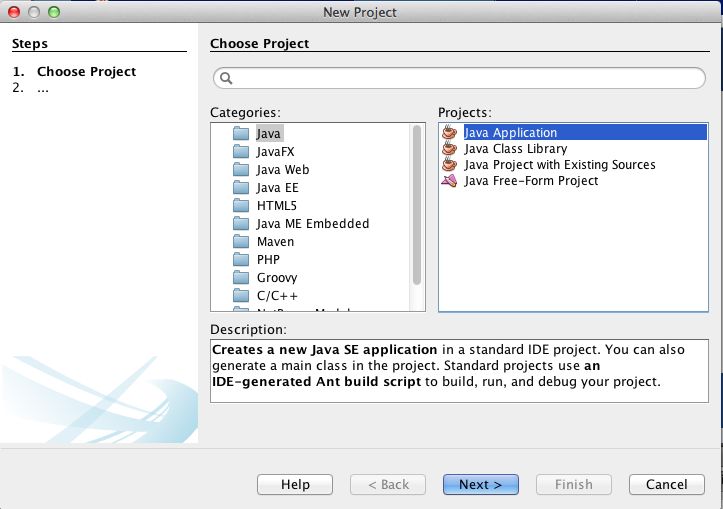 New Project
Steps
1. Choose Project
2. ...
Choose Project
Categories:
Java
JavaFX
Java Web
Java EE
HTML5
Java ME Embedded
Maven
PHP
Groovy
C/C++
Projects:
Java Application
Java Class Library
Java Project with Existing Sources
Java Free-Form Project
Description:
Creates a new Java SE application in a standard IDE project. You can also
generate a main class in the project. Standard projects use an
IDE-generated Ant build script to build, run, and debug your project.
Help
< Back
Next >
Finish
Cancel